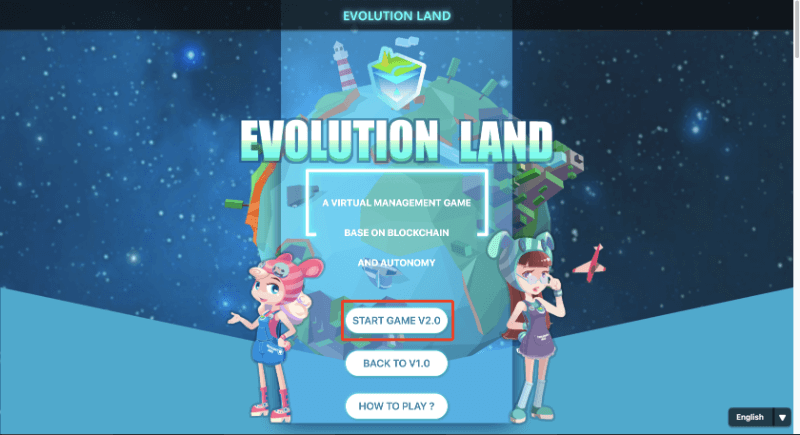 EVOLUTION LAND
EVOLUTION LAND
A VIRTUAL MANAGEMENT GAME
BASE ON BLOCKCHAIN
AND AUTONOMY
START GAME V2.0
BACK TO V1.0
HOW TO PLAY ?
English